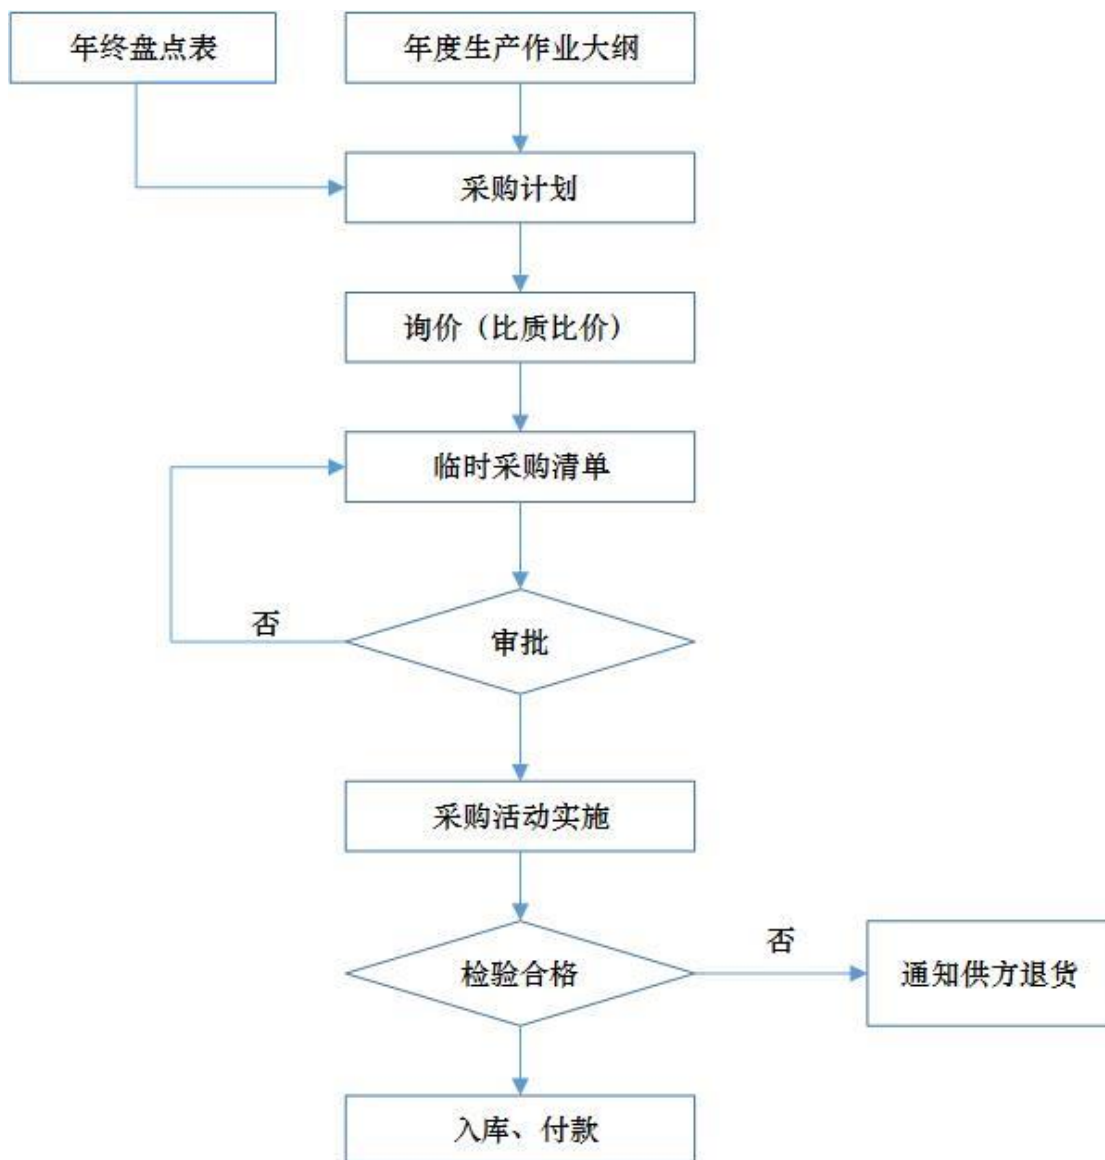 年终盘点表
年度生产作业大纲
采购计划
询价（比质比价）
临时采购清单
否
审批
采购活动实施
否
检验合格
通知供方退货
入库、付款